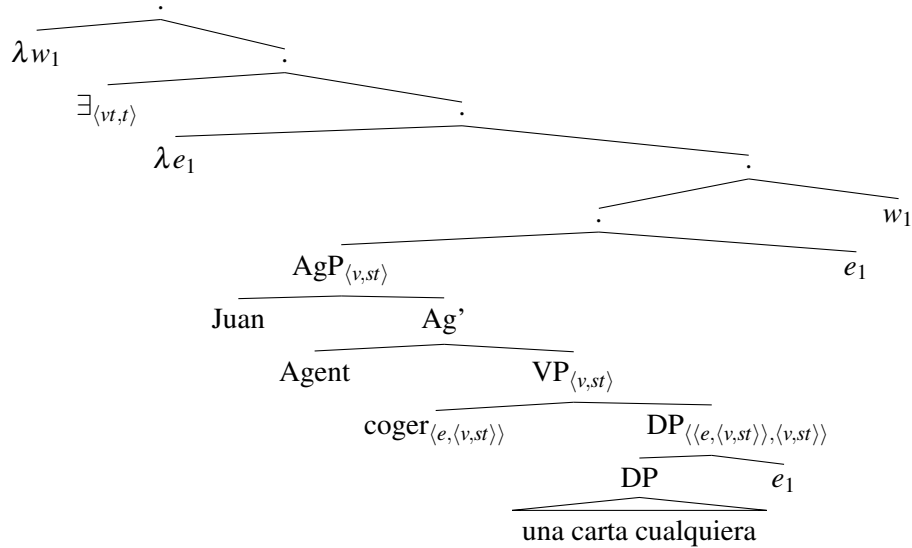 λw₁
∃⟨vt,t⟩
λe₁
w₁
AgP⟨v,st⟩ e₁
Juan Ag’
Agent VP⟨v,st⟩
coger⟨e,⟨v,st⟩⟩ DP⟨⟨e,⟨v,st⟩⟩,⟨v,st⟩⟩
DP e₁
una carta cualquiera